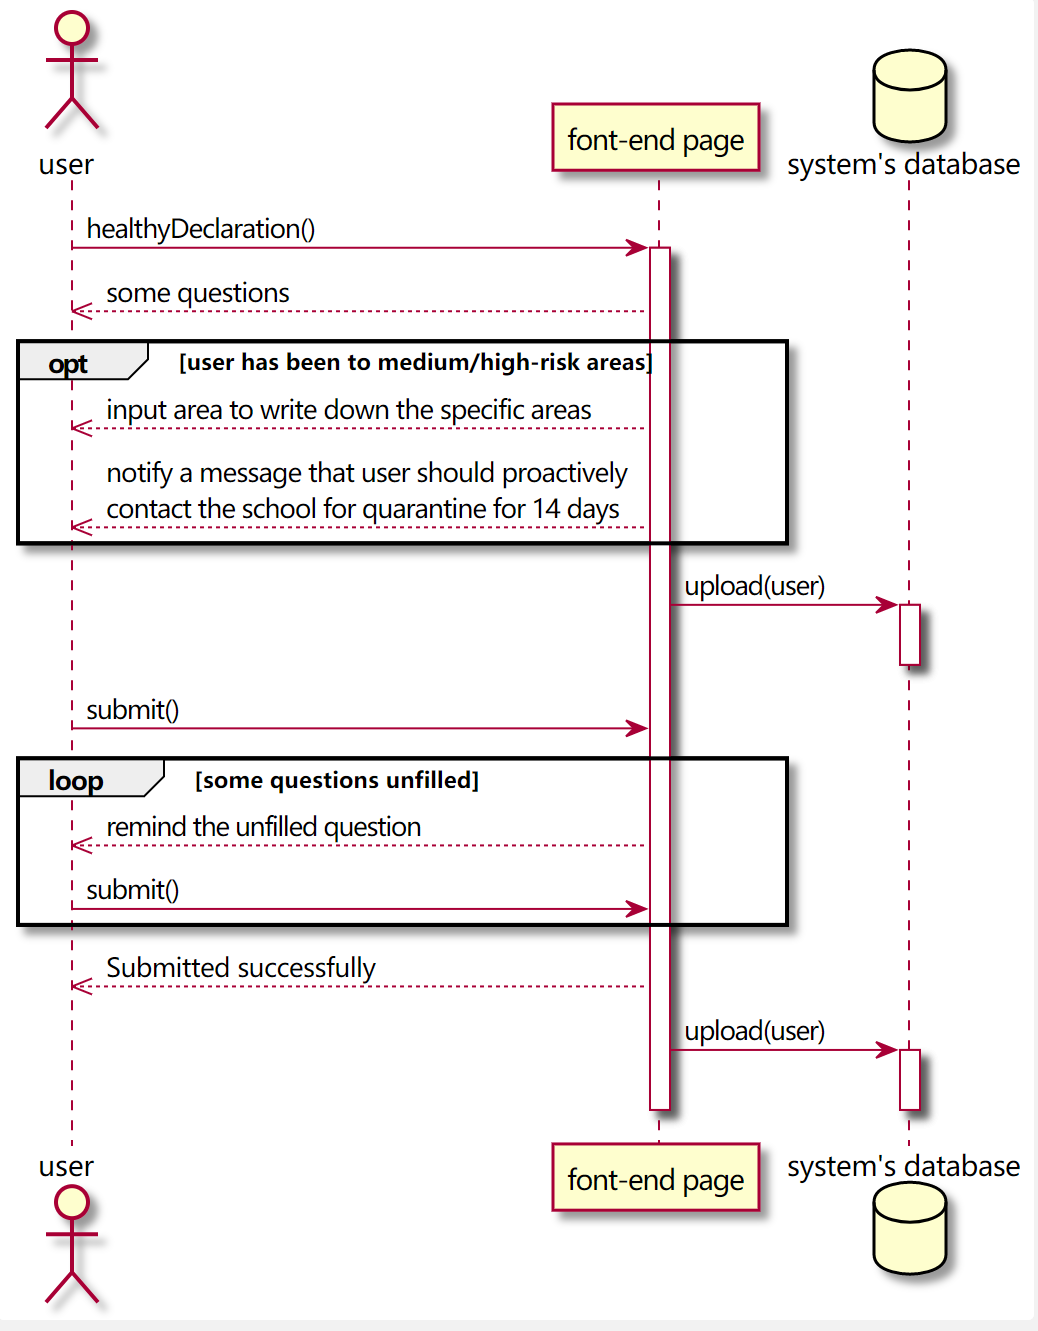 user
font-end page
system's database
healthyDeclaration()
some questions
opt
[user has been to medium/high-risk areas]
input area to write down the specific areas
notify a message that user should proactively
contact the school for quarantine for 14 days
upload(user)
submit()
loop
[some questions unfilled]
remind the unfilled question
submit()
Submitted successfully
upload(user)
user
font-end page
system's database